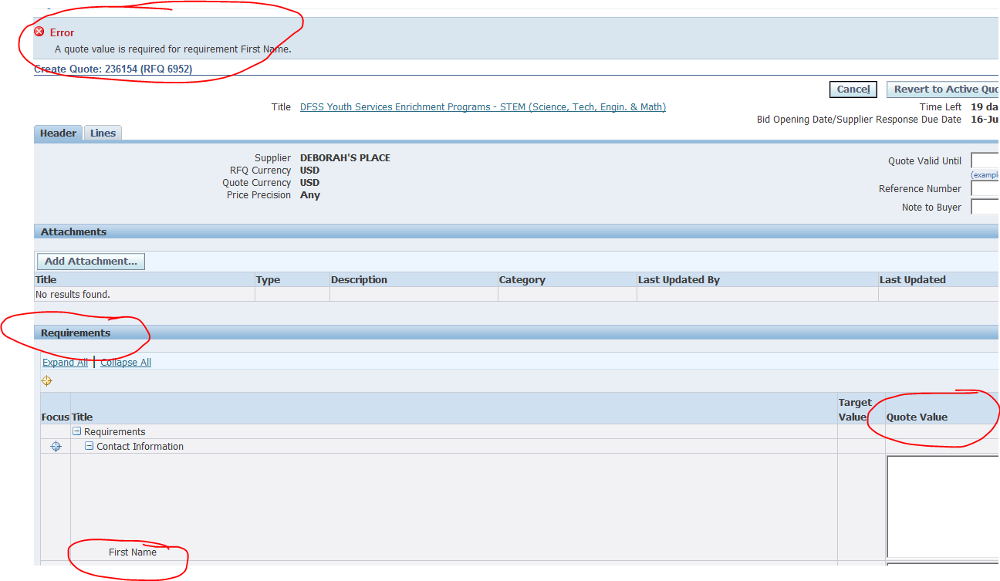 Error
A quote value is required for requirement First Name.
Create Quote: 236154 (RFQ 6952)
Cancel Revert to Active Quo
Title DFSS Youth Services Enrichment Programs - STEM (Science, Tech, Engin. & Math) Time Left 19 da
Bid Opening Date/Supplier Response Due Date 16-Ju
Header Lines
Supplier DEBORAH'S PLACE
RFQ Currency USD
Quote Currency USD
Price Precision Any
Quote Valid Until
(exampl
Reference Number
Note to Buyer
Attachments
Add Attachment...
Title Type Description Category Last Updated By Last Updated
No results found.
Requirements
Expand All | Collapse All
Focus Title Target Value Quote Value
Requirements
Contact Information
First Name